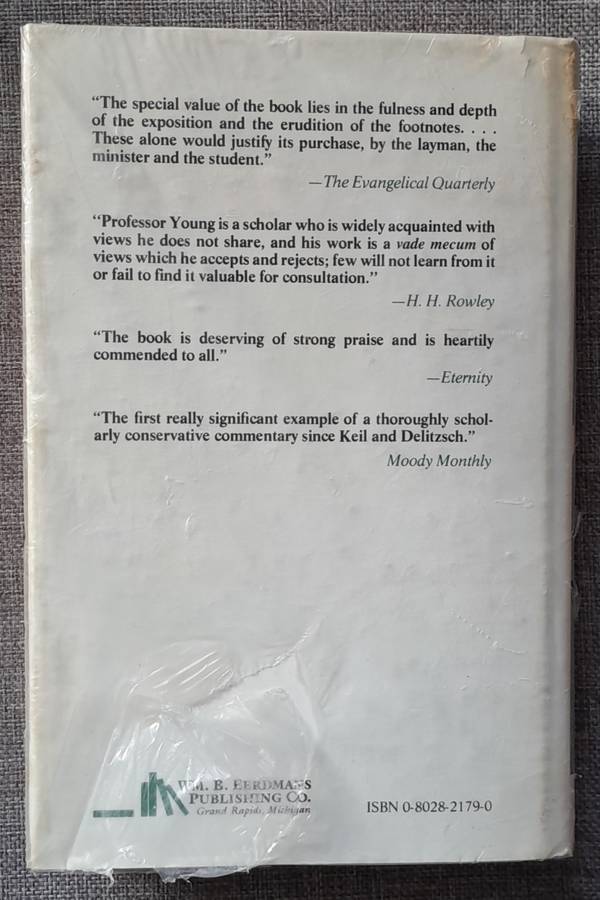 “The special value of the book lies in the fulness and depth
of the exposition and the erudition of the footnotes. . . .
These alone would justify its purchase, by the layman, the
minister and the student.”
—The Evangelical Quarterly
“Professor Young is a scholar who is widely acquainted with
views he does not share, and his work is a vade mecum of
views which he accepts and rejects; few will not learn from it
or fail to find it valuable for consultation.”
—H. H. Rowley
“The book is deserving of strong praise and is heartily
commended to all.”
—Eternity
“The first really significant example of a thoroughly schol-
arly conservative commentary since Keil and Delitzsch.”
Moody Monthly
WM. B. EERDMANS
PUBLISHING CO.
Grand Rapids, Michigan
ISBN 0-8028-2179-0